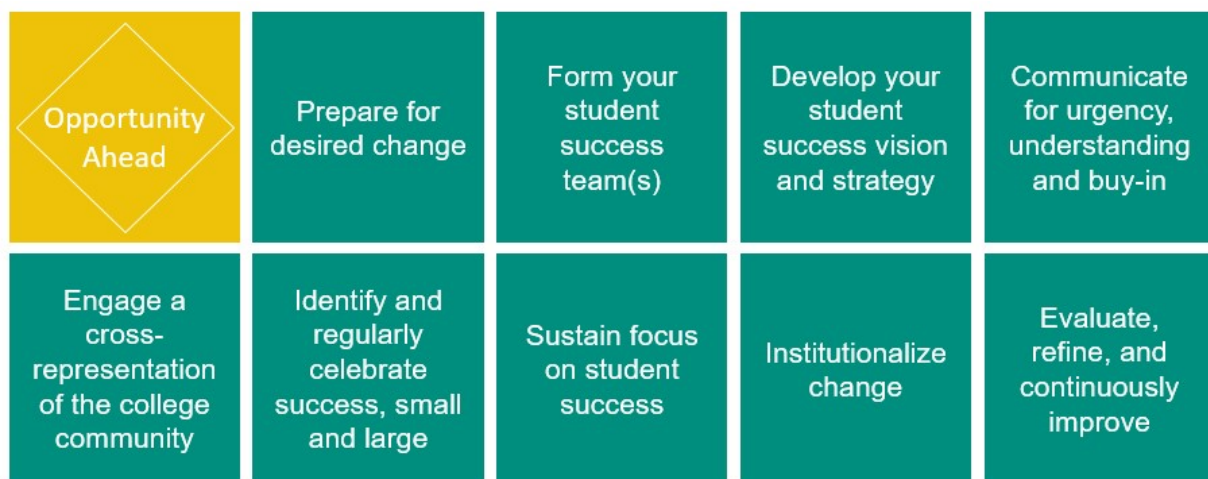 Opportunity
Ahead
Prepare for
desired change
Form your
student
success
team(s)
Develop your
student
success vision
and strategy
Communicate
for urgency,
understanding
and buy-in
Engage a
cross-
representation
of the college
community
Identify and
regularly
celebrate
success, small
and large
Sustain focus
on student
success
Institutionalize
change
Evaluate,
refine, and
continuously
improve